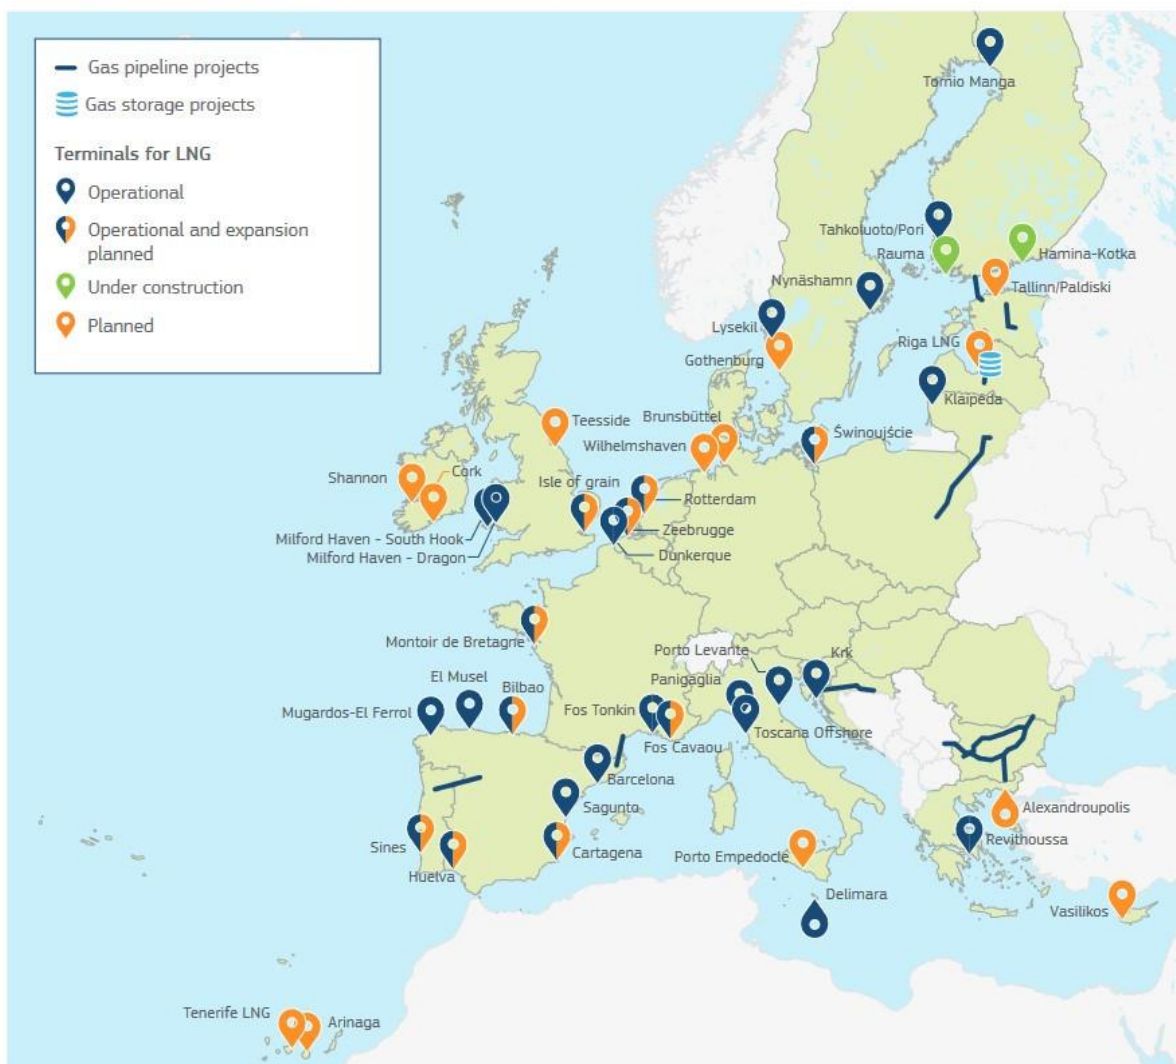 Gas pipeline projects
Gas storage projects
Terminals for LNG
Operational
Operational and expansion
planned
Under construction
Planned
Tornio Manga
Tahkoluoto/Pori
Rauma
Hamina-Kotka
Nynäshamn
Tallinn/Paldiski
Lysekil
Riga LNG
Gothenburg
Klaipėda
Brunsbüttel
Teesside
Świnoujście
Wilhelmshaven
Shannon
Cork
Isle of grain
Rotterdam
Zeebrugge
Milford Haven - South Hook
Milford Haven - Dragon
Dunkerque
Montoir de Bretagne
Porto Levante
Krk
El Musel
Bilbao
Panigaglia
Mugardos-El Ferrol
Fos Tonkin
Toscana Offshore
Fos Cavaou
Barcelona
Sagunto
Alexandroupolis
Revithoussa
Sines
Cartagena
Porto Empedocle
Huelva
Delimara
Vasilikos
Tenerife LNG
Arinaga